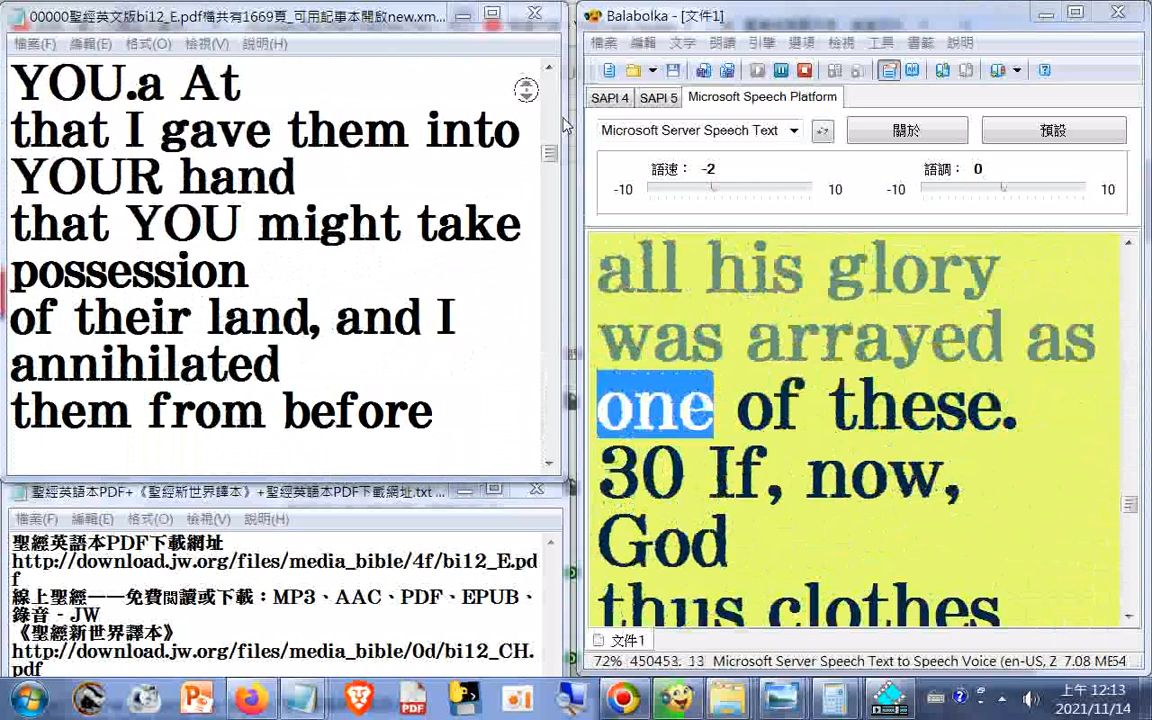 00000聖經英文版bi12_E.pdf檔共有1669頁_可用記事本開啟new.xm...
檔案(F) 編輯(E) 格式(O) 檢視(V) 說明(H)
YOU.a At
that I gave them into
YOUR hand
that YOU might take
possession
of their land, and I
annihilated
them from before
聖經英語本PDF+《聖經新世界譯本》+聖經英語本PDF下載網址.txt ...
檔案(F) 編輯(E) 格式(O) 檢視(V) 說明(H)
聖經英語本PDF下載網址
http://download.jw.org/files/media_bible/4f/bi12_E.pd
f
線上聖經——免費閱讀或下載：MP3、AAC、PDF、EPUB、
錄音 - JW
《聖經新世界譯本》
http://download.jw.org/files/media_bible/0d/bi12_CH.
pdf
Balabolka - [文件1]
檔案 編輯 文字 朗讀 引擎 選項 檢視 工具 書籤 說明
SAPI 4 SAPI 5 Microsoft Speech Platform
Microsoft Server Speech Text 關於 預設
語速： -2 語調： 0
-10 10 -10 10
all his glory
was arrayed as
one of these.
30 If, now,
God
thus clothes
文件1
72% 450453. 13 Microsoft Server Speech Text to Speech Voice (en-US, Z 7.08 ME54
上午 12:13
2021/11/14